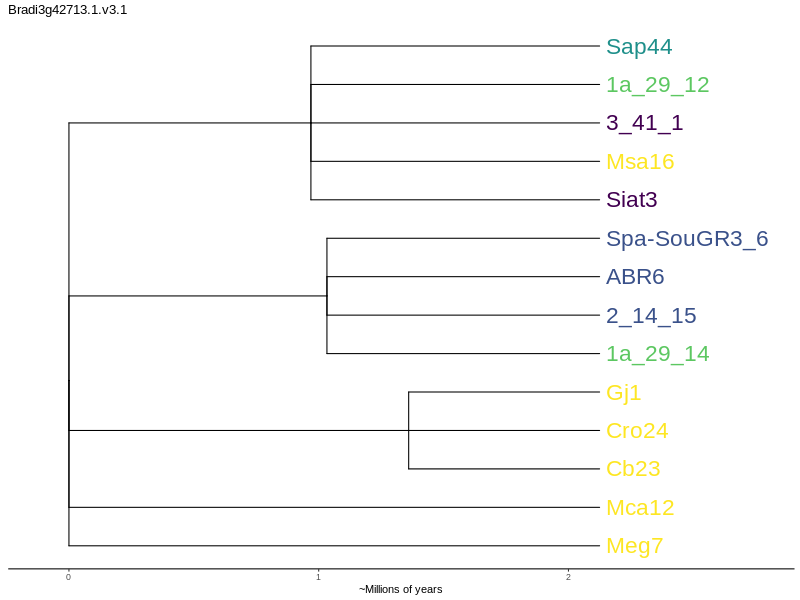 Bradi3g42713.1.v3.1
Sap44
1a_29_12
3_41_1
Msa16
Siat3
Spa-SouGR3_6
ABR6
2_14_15
1a_29_14
Gj1
Cro24
Cb23
Mca12
Meg7
0 1 2
~Millions of years